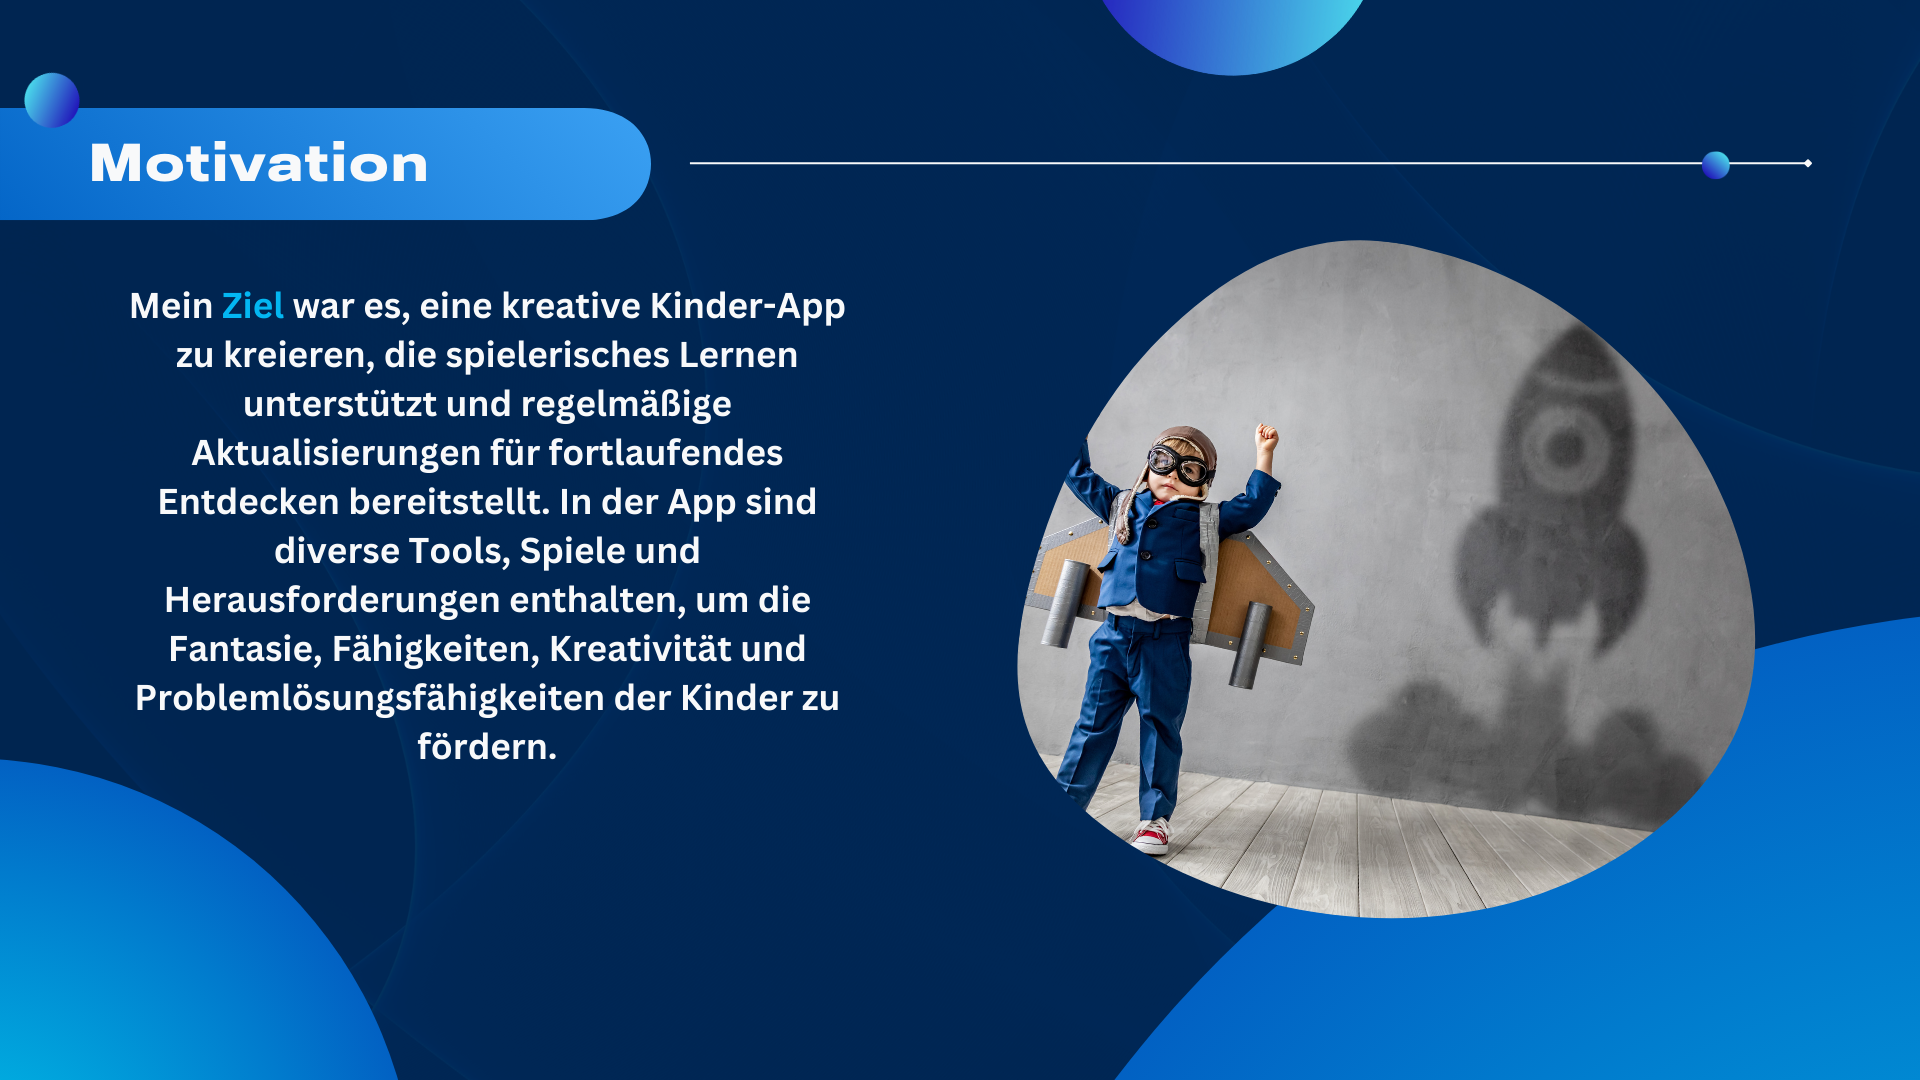 Motivation
Mein Ziel war es, eine kreative Kinder-App
zu kreieren, die spielerisches Lernen
unterstützt und regelmäßige
Aktualisierungen für fortlaufendes
Entdecken bereitstellt. In der App sind
diverse Tools, Spiele und
Herausforderungen enthalten, um die
Fantasie, Fähigkeiten, Kreativität und
Problemlösungsfähigkeiten der Kinder zu
fördern.